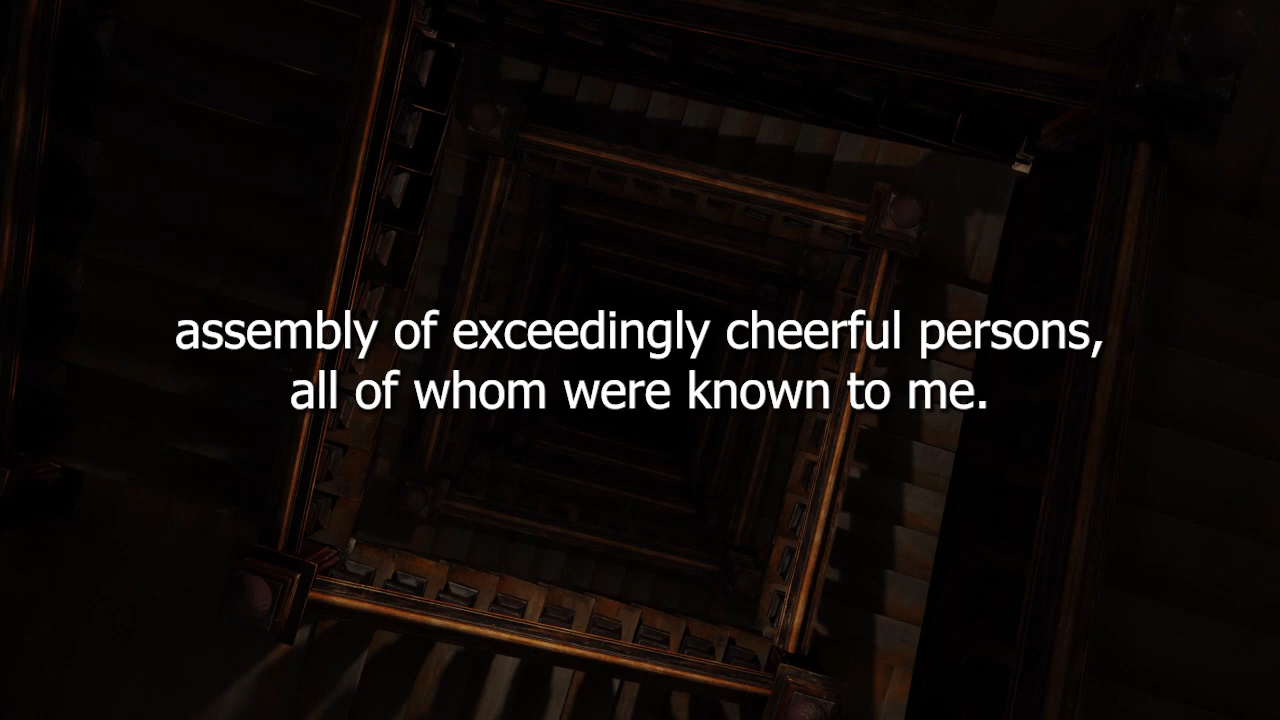 assembly of exceedingly cheerful persons,
all of whom were known to me.